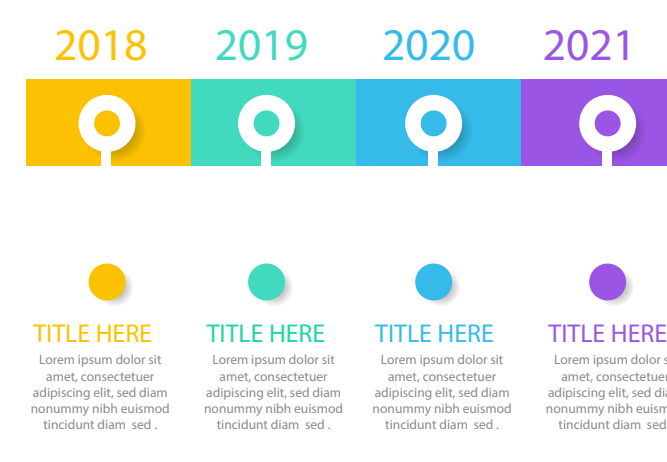 2018
2019
2020
2021
TITLE HERE
Lorem ipsum dolor sit
amet, consectetuer
adipiscing elit, sed diam
nonummy nibh euismod
tincidunt diam  sed .
TITLE HERE
Lorem ipsum dolor sit
amet, consectetuer
adipiscing elit, sed diam
nonummy nibh euismod
tincidunt diam  sed .
TITLE HERE
Lorem ipsum dolor sit
amet, consectetuer
adipiscing elit, sed diam
nonummy nibh euismod
tincidunt diam  sed .
TITLE HERE
Lorem ipsum dolor
amet, consectetuer
adipiscing elit, sed
nonummy nibh
tincidunt diam  sed